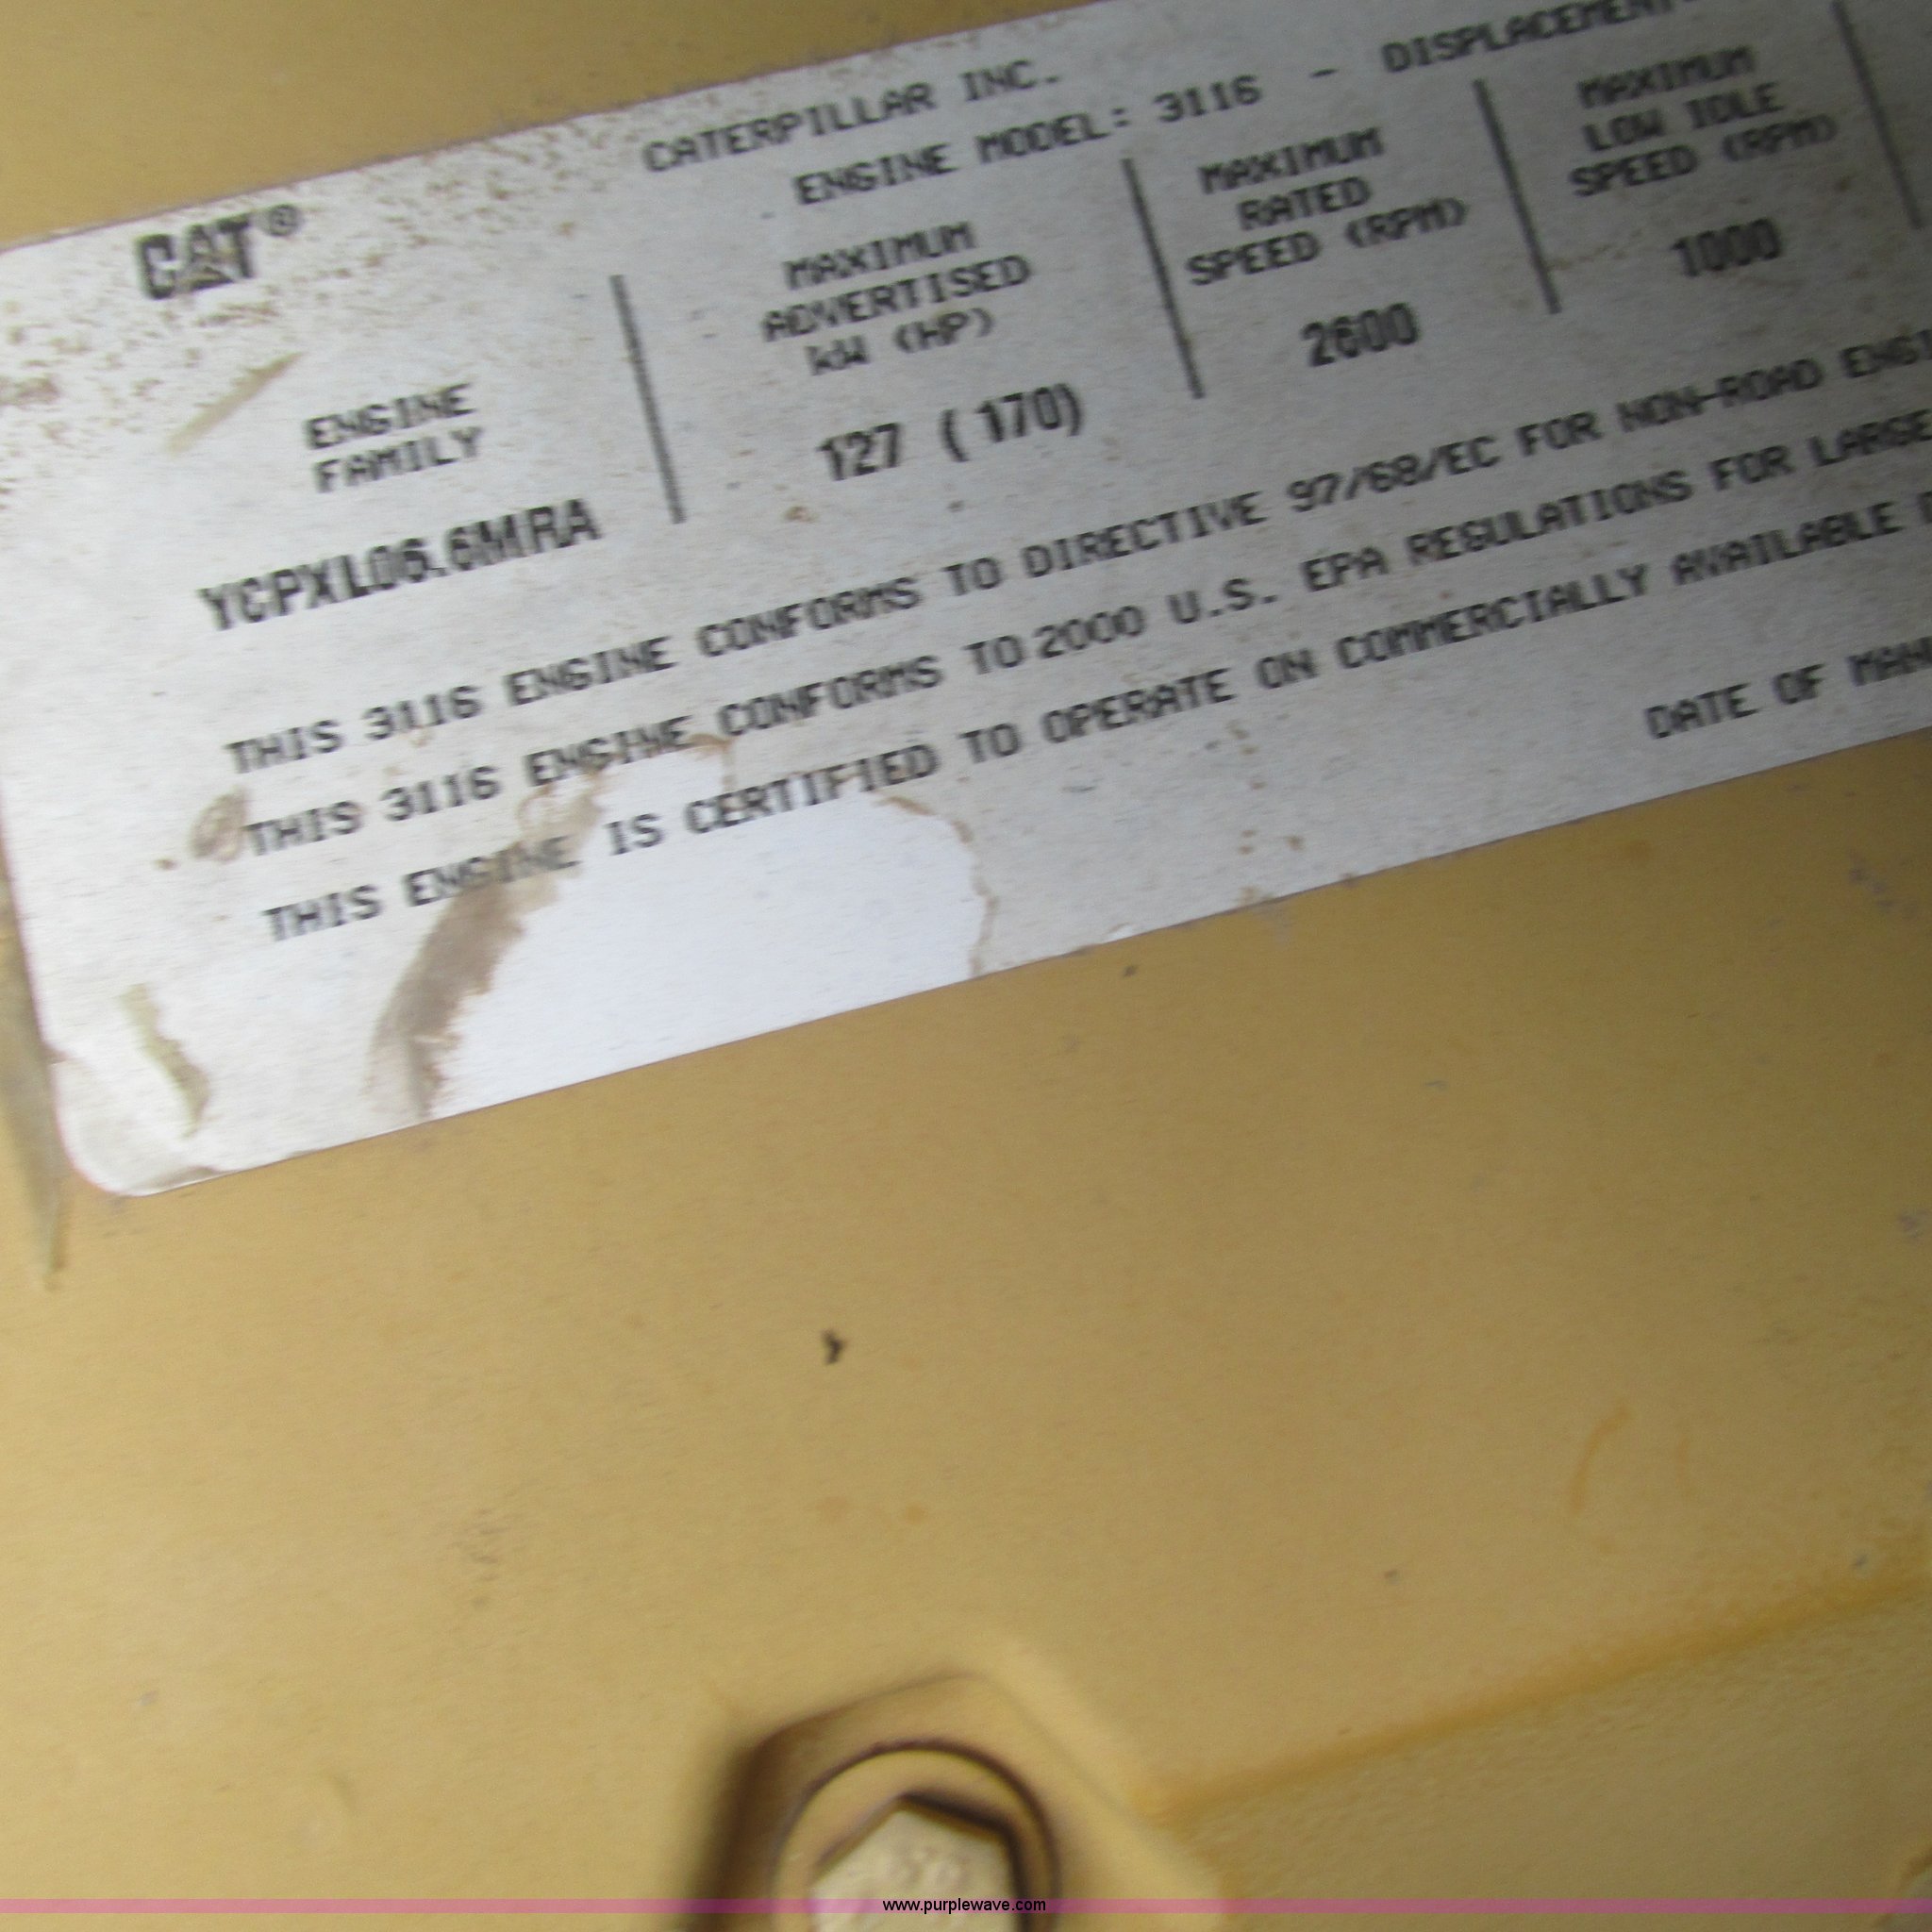 CAT®
CATERPILLAR INC.
ENGINE MODEL: 3116 - DISPLACEMENT
ENGINE
FAMILY
YCPXL06.6MRA
MAXIMUM
ADVERTISED
kW (HP)
127 (170)
MAXIMUM
RATED
SPEED (RPM)
2600
MAXIMUM
LOW IDLE
SPEED (RPM)
1000
THIS 3116 ENGINE CONFORMS TO DIRECTIVE 97/68/EC FOR NON-ROAD
THIS 3116 ENGINE CONFORMS TO 2000 U.S. EPA REGULATIONS FOR LARGE
THIS ENGINE IS CERTIFIED TO OPERATE ON COMMERCIALLY AVAILABLE
DATE OF
www.purplewave.com